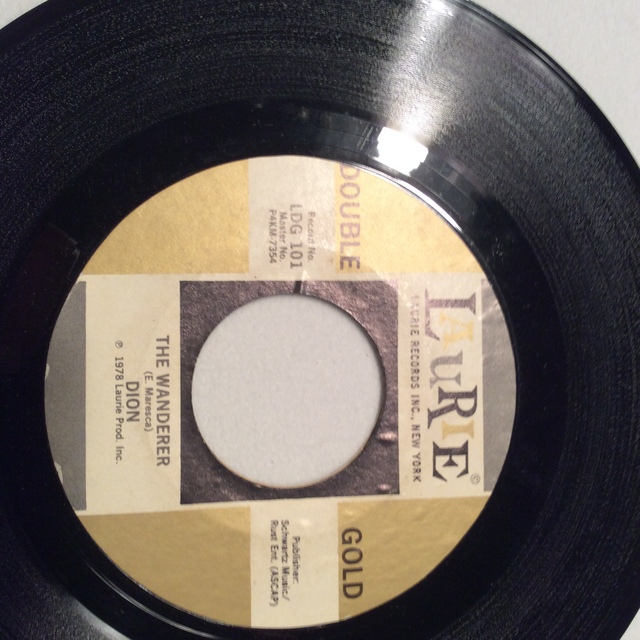 LAURIE®
LAURIE RECORDS INC., NEW YORK
DOUBLE GOLD
Record No.
LDG 101
Master No.
P4KM-7354
Publisher:
Schwartz Music/
Rust Ent. (ASCAP)
THE WANDERER
(E. Maresca)
DION
℗ 1978 Laurie Prod. Inc.